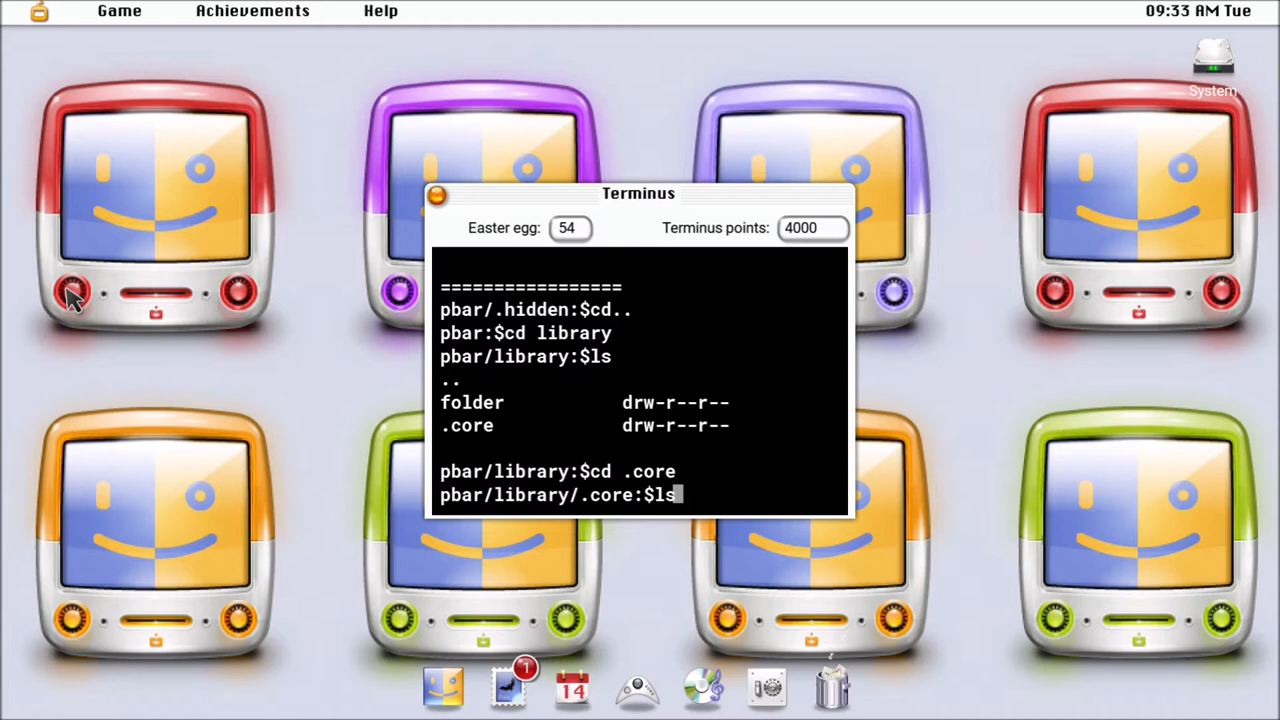 Game Achievements Help 09:33 AM Tue
System
Terminus
Easter egg: 54 Terminus points: 4000
=================
pbar/.hidden:$cd..
pbar:$cd library
pbar/library:$ls
..
folder drw-r--r--
.core drw-r--r--
pbar/library:$cd .core
pbar/library/.core:$ls
1
14